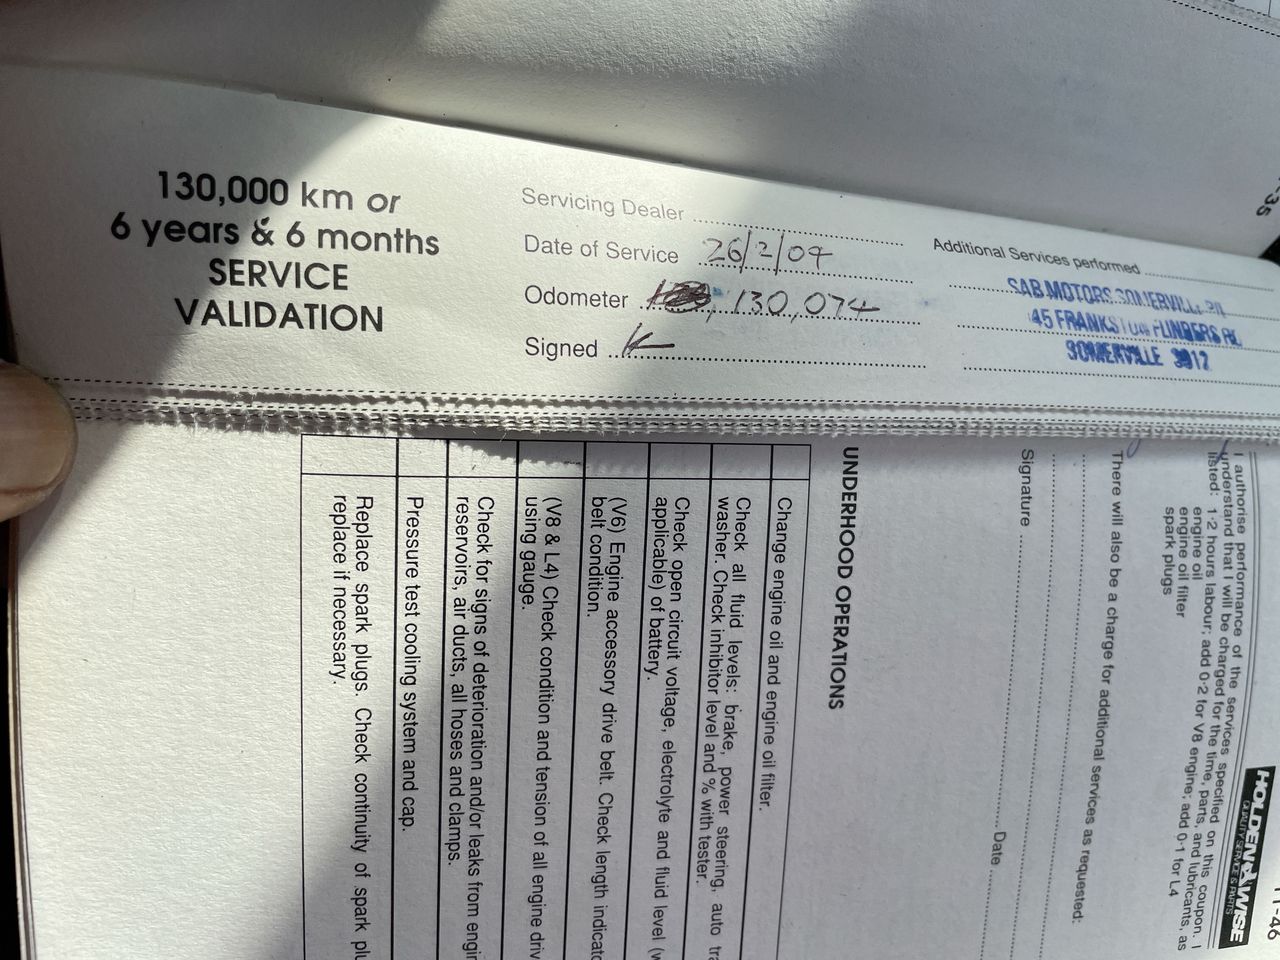 130,000 km or
6 years & 6 months
SERVICE
VALIDATION
Servicing Dealer
Date of Service 26/2/04
Odometer 130,074
Signed
Additional Services performed
SAB MOTORS SOMERVILLE
45 FRANKSTON FLINDERS RD.
SOMERVILLE 3912
11-46
HOLDEN WISE
QUALITY SERVICE & PARTS
I authorise performance of the services specified on this coupon. I
understand that I will be charged for the time, parts, and lubricants, as
listed: 1·2 hours labour; add 0·2 for V8 engine; add 0·1 for L4
engine oil
engine oil filter
spark plugs
There will also be a charge for additional services as requested:
Signature Date
UNDERHOOD OPERATIONS
Change engine oil and engine oil filter.
Check all fluid levels: brake, power steering, auto
washer. Check inhibitor level and % with tester.
Check open circuit voltage, electrolyte and fluid level
applicable) of battery.
(V6) Engine accessory drive belt. Check length
belt condition.
(V8 & L4) Check condition and tension of all engine
using gauge.
Check for signs of deterioration and/or leaks from
reservoirs, air ducts, all hoses and clamps.
Pressure test cooling system and cap.
Replace spark plugs. Check continuity of spark
replace if necessary.